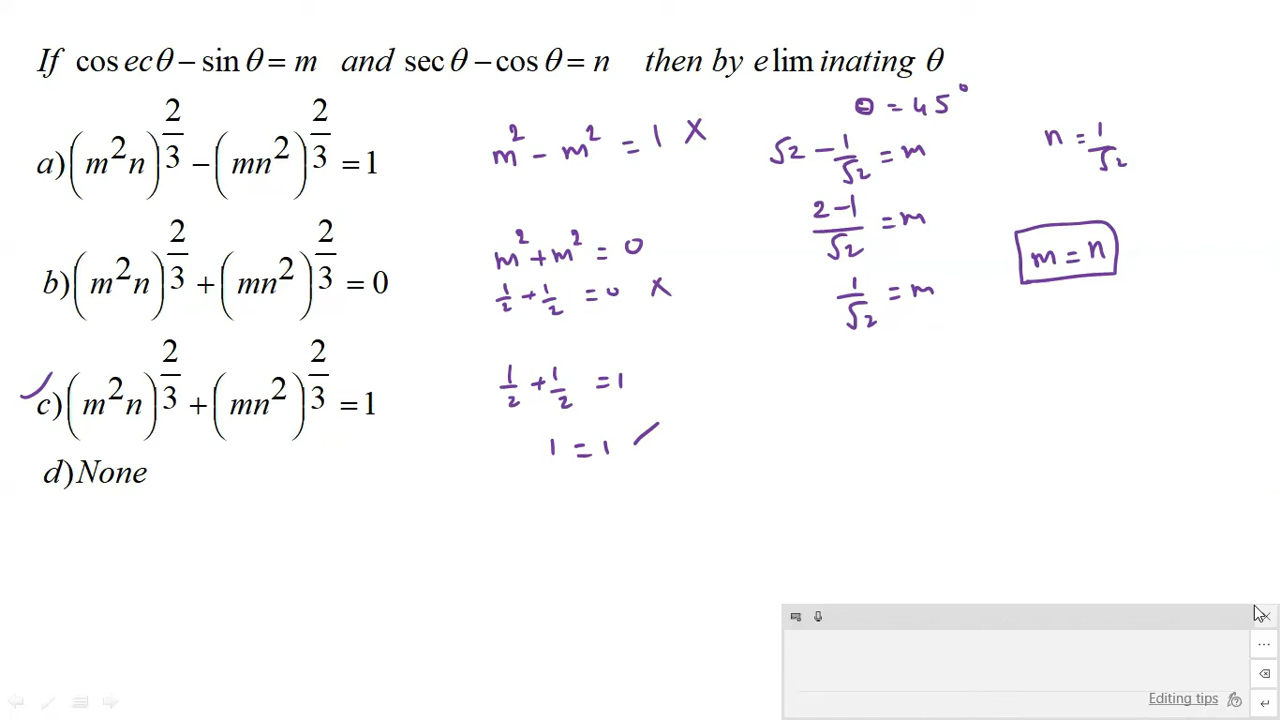 If cosecθ − sinθ = m and secθ − cosθ = n then by elim inating θ
θ = 45°
a)(m²n)^(2/3) − (mn²)^(2/3) = 1
m² − m² = 1 X
√2 − 1/√2 = m
n = 1/√2
2−1/√2 = m
m = n
1/√2 = m
b)(m²n)^(2/3) + (mn²)^(2/3) = 0
m² + m² = 0
1/2 + 1/2 = 0 X
c)(m²n)^(2/3) + (mn²)^(2/3) = 1
1/2 + 1/2 = 1
1 = 1 ✓
d)None
Editing tips